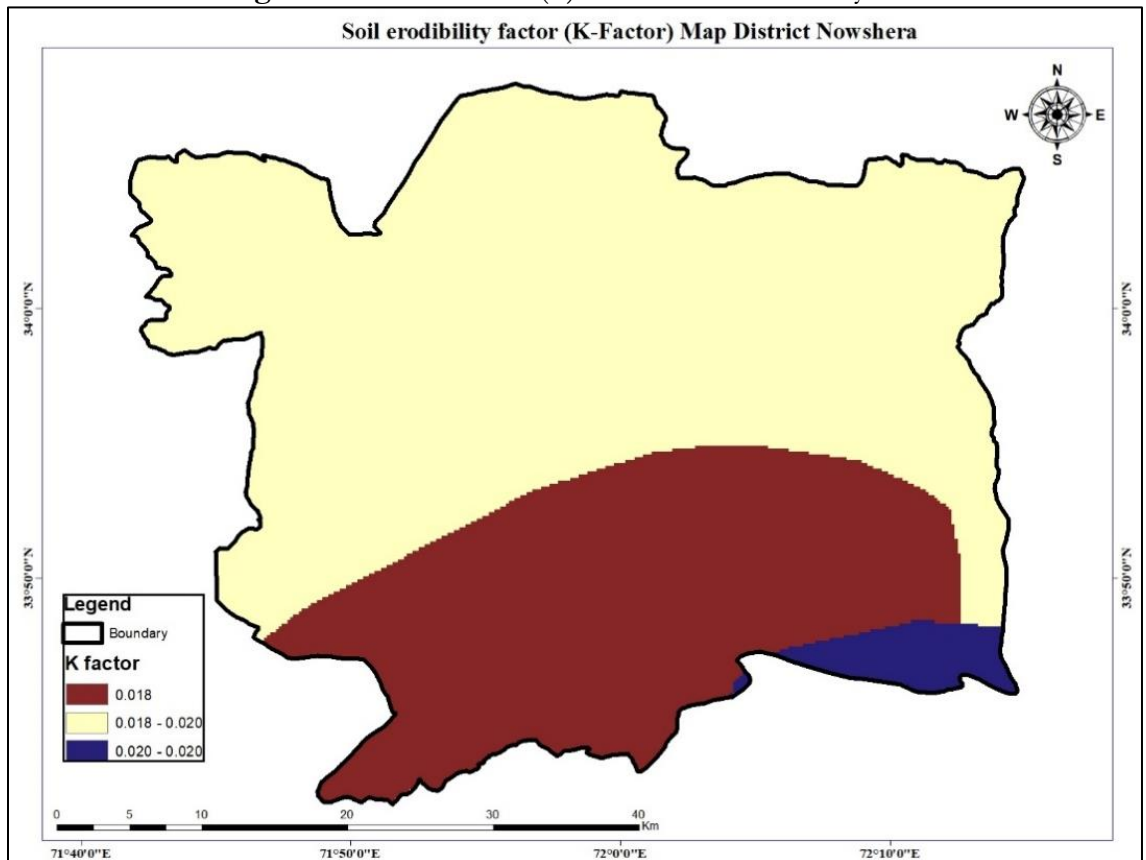 Soil erodibility factor (K-Factor) Map District Nowshera
N
W E
S
34°0'0"N 34°0'0"N
33°50'0"N 33°50'0"N
Legend
Boundary
K factor
0.018
0.018 - 0.020
0.020 - 0.020
0 5 10 20 30 40
Km
71°40'0"E 71°50'0"E 72°0'0"E 72°10'0"E